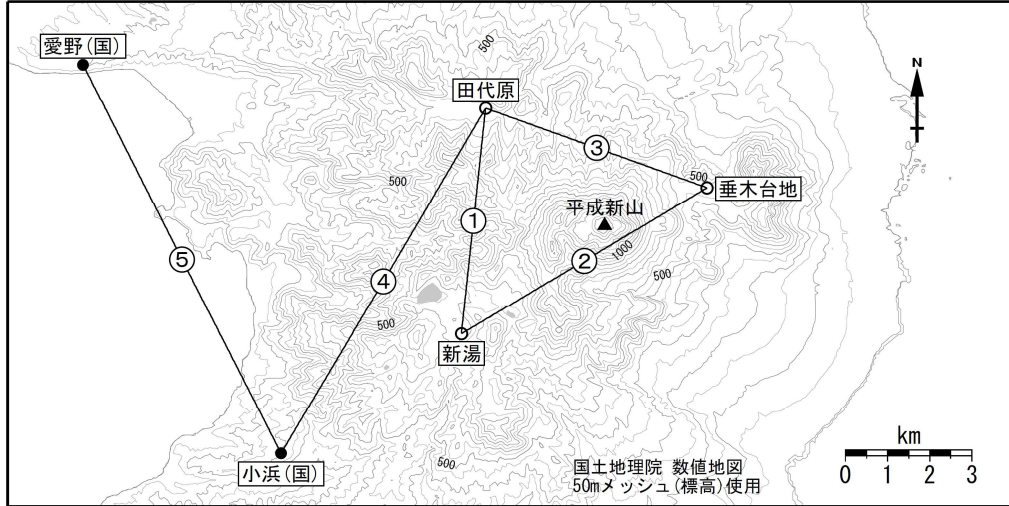 愛野(国)
500
N
田代原
③
500
500
垂木台地
平成新山
①
1000
②
⑤
500
④
500
新湯
km
500
小浜(国)
国土地理院 数値地図
50mメッシュ(標高)使用
0 1 2 3